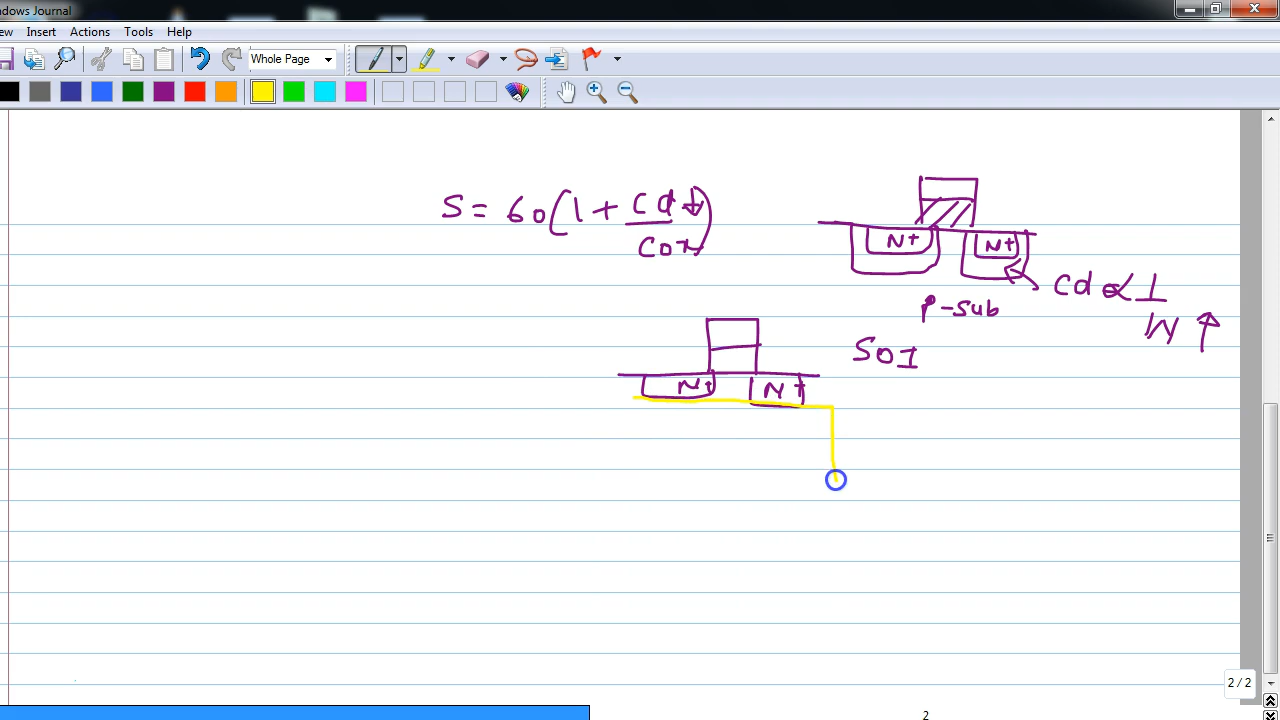 ndows Journal
ew Insert Actions Tools Help
Whole Page
S = 60(1 + Cd↓
Cox)
N+ N+
Cd ∝ 1
W ↑
P-sub
SOI
N+ N+
2 / 2
2